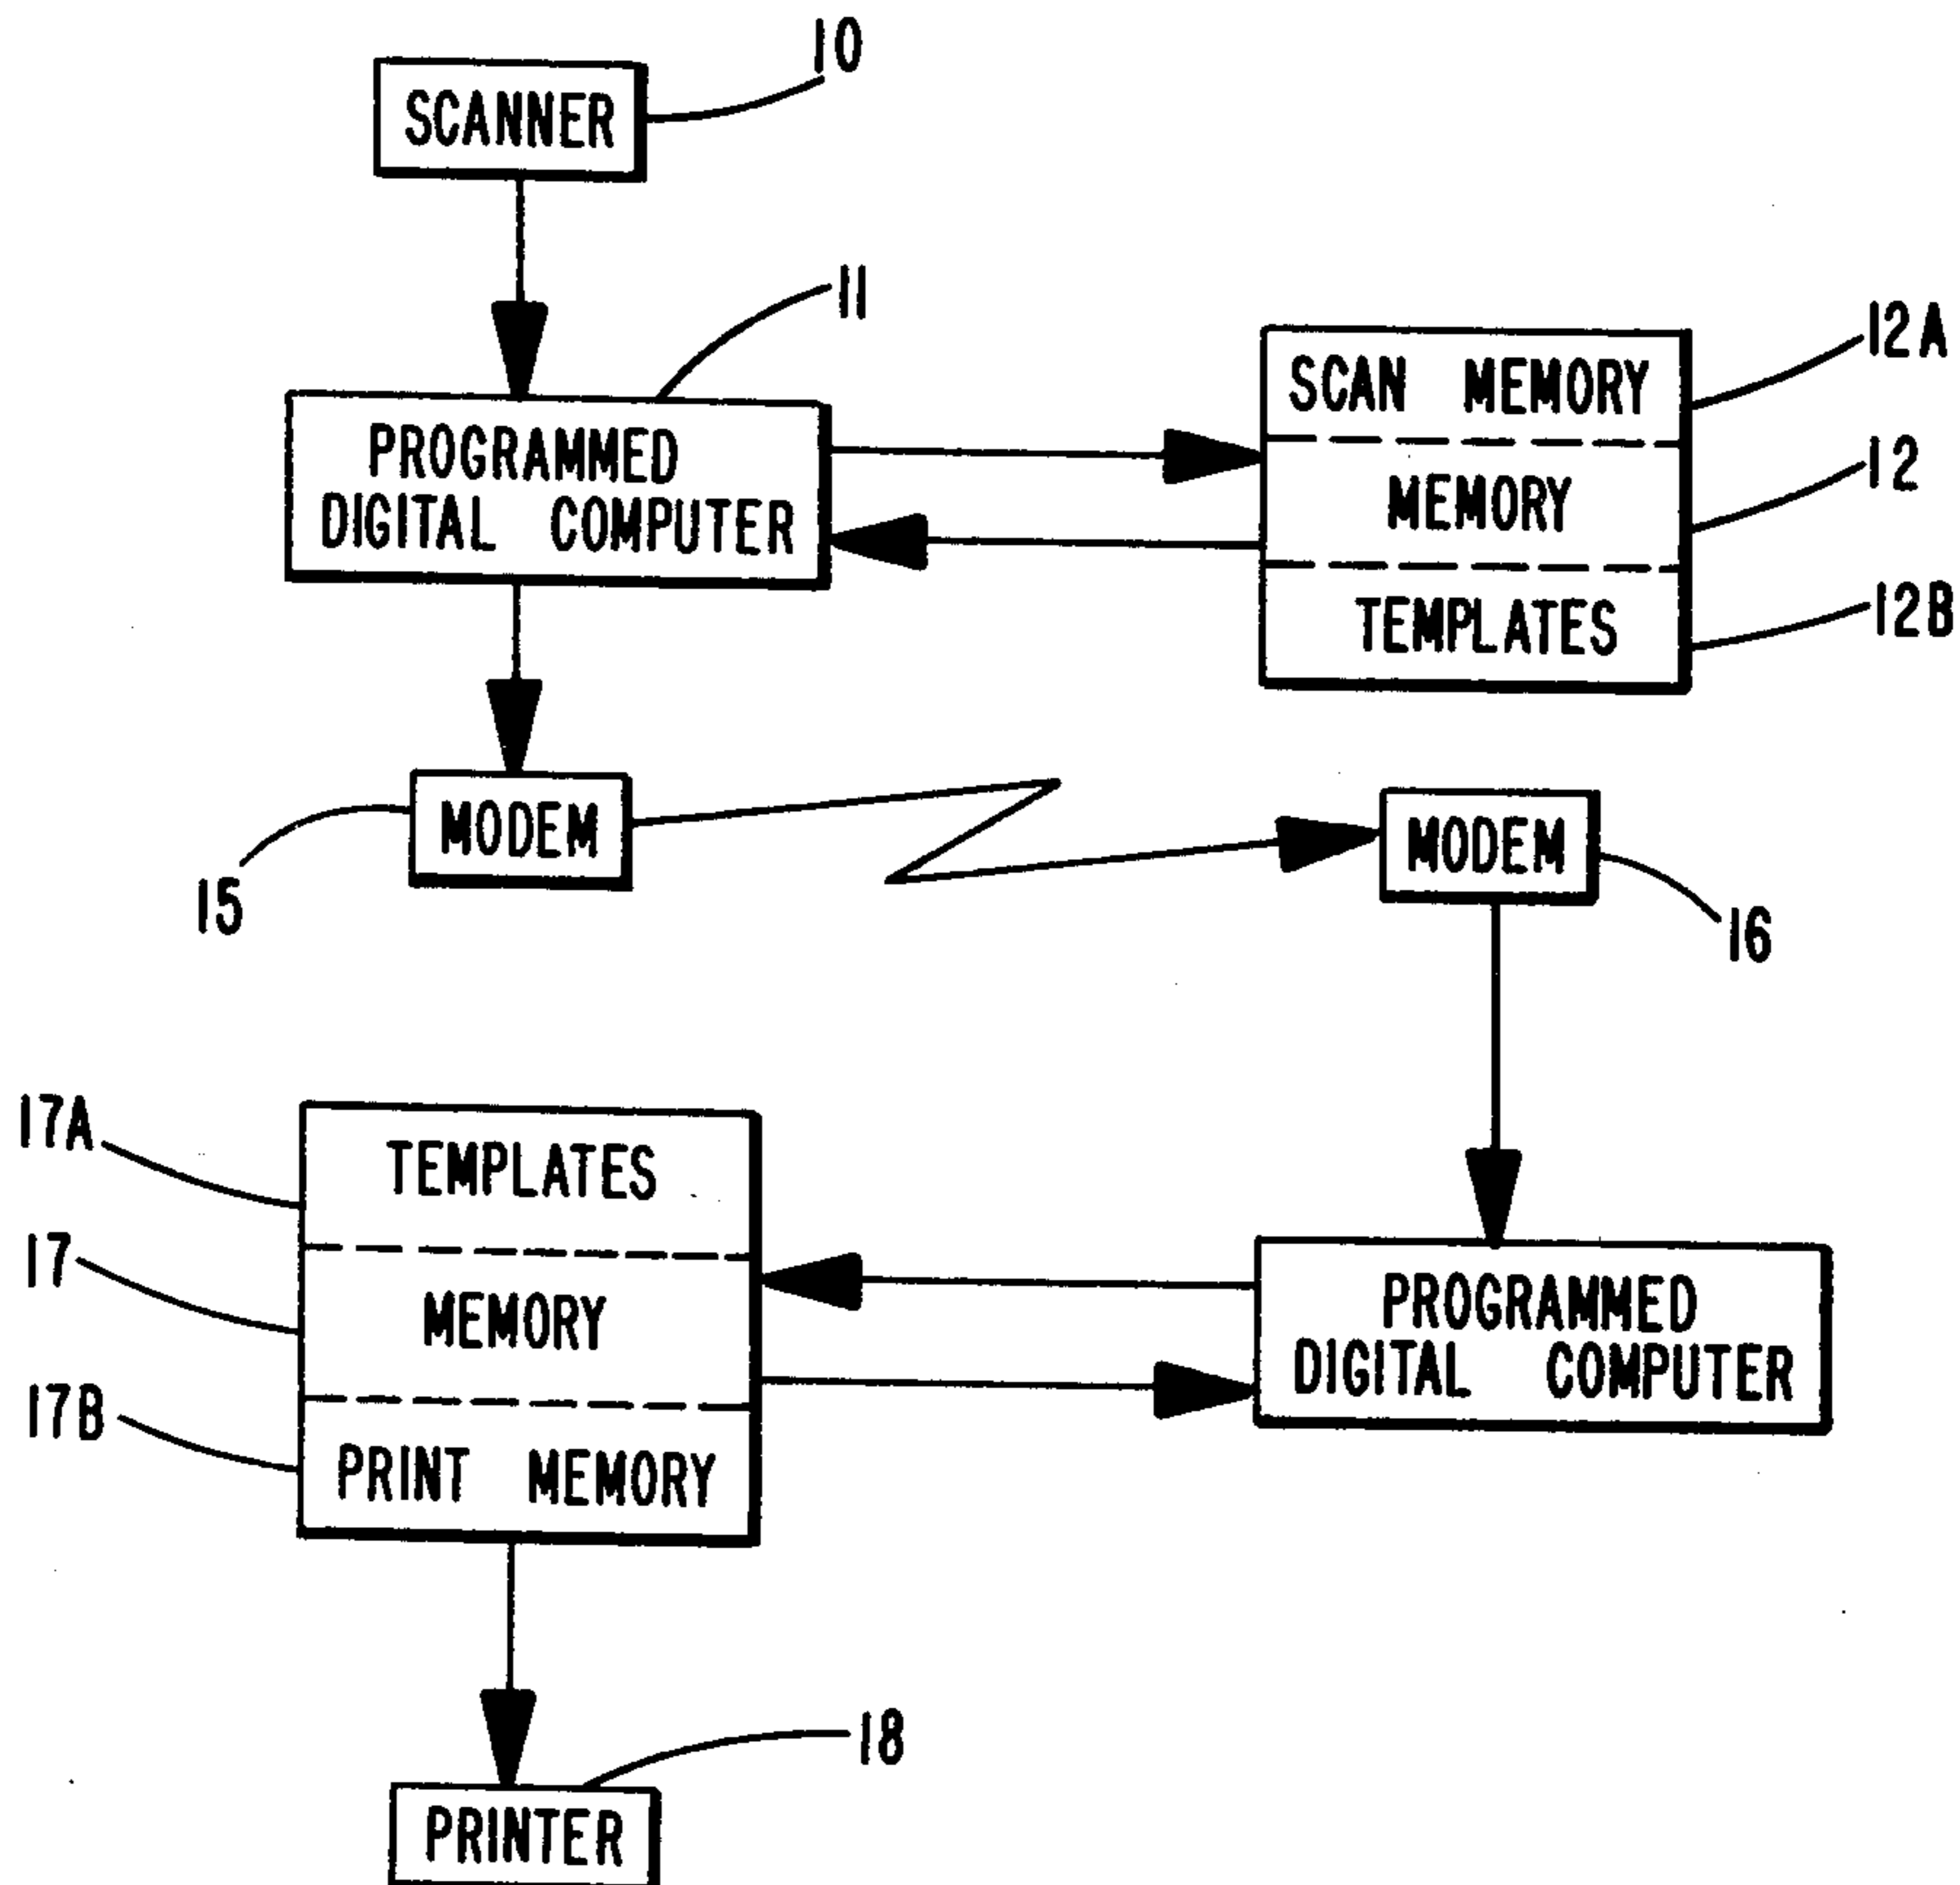 10
SCANNER
11
PROGRAMMED
DIGITAL COMPUTER
SCAN MEMORY
12A
MEMORY
12
TEMPLATES
12B
MODEM
15
MODEM
16
17A
TEMPLATES
17
MEMORY
17B
PRINT MEMORY
PROGRAMMED
DIGITAL COMPUTER
18
PRINTER